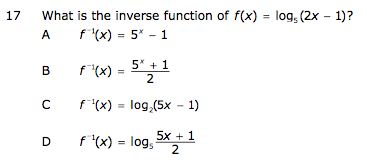 17 What is the inverse function of f(x) = log₅ (2x – 1)?
A f⁻¹(x) = 5ˣ – 1
B f⁻¹(x) = (5ˣ + 1)/2
C f⁻¹(x) = log₂(5x – 1)
D f⁻¹(x) = log₅ (5x + 1)/2